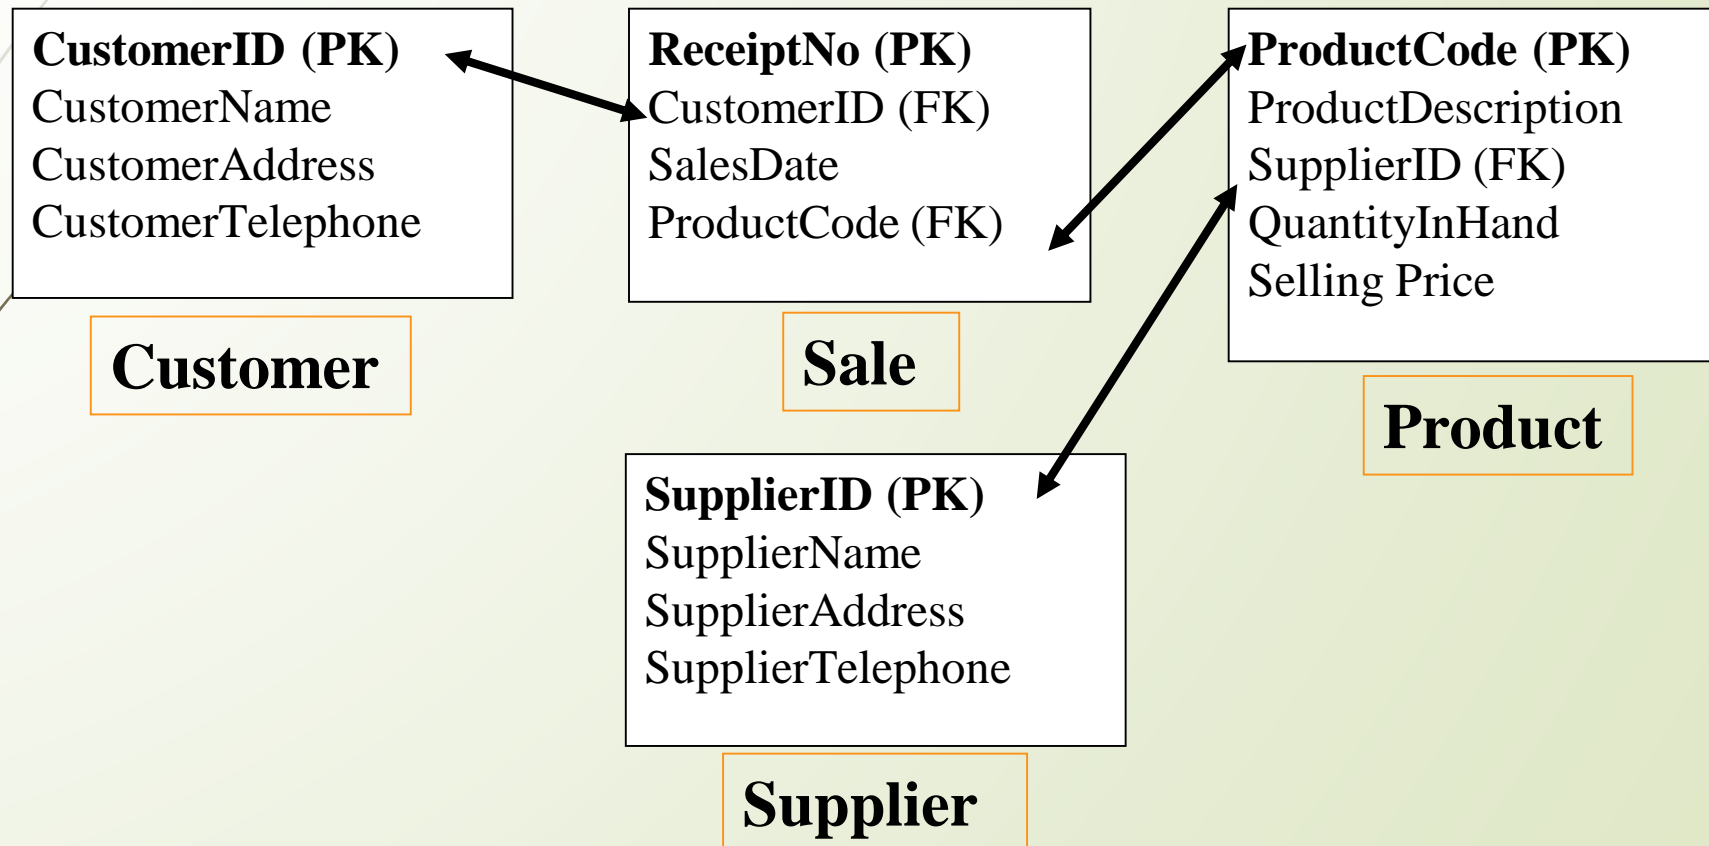 CustomerID (PK)
CustomerName
CustomerAddress
CustomerTelephone
Customer
ReceiptNo (PK)
CustomerID (FK)
SalesDate
ProductCode (FK)
Sale
ProductCode (PK)
ProductDescription
SupplierID (FK)
QuantityInHand
Selling Price
Product
SupplierID (PK)
SupplierName
SupplierAddress
SupplierTelephone
Supplier